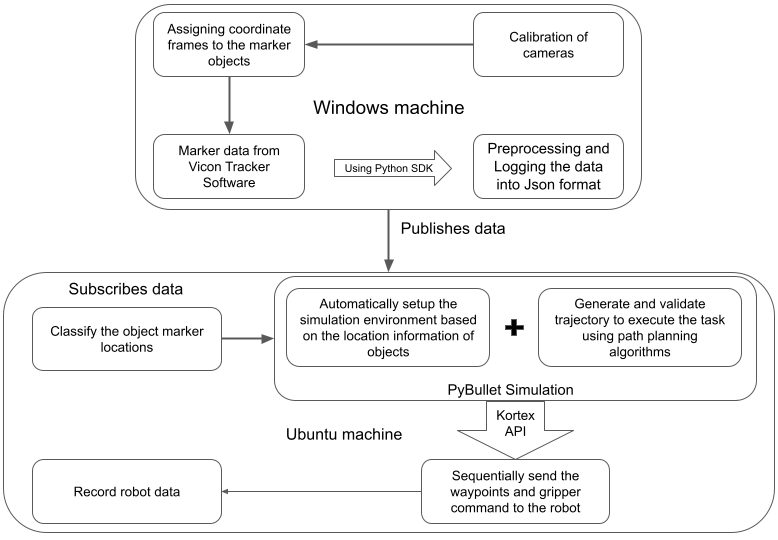 Assigning coordinate
frames to the marker
objects
Calibration of
cameras
Windows machine
Marker data from
Vicon Tracker
Software
Using Python SDK
Preprocessing and
Logging the data
into Json format
Publishes data
Subscribes data
Classify the object marker
locations
Automatically setup the
simulation environment based
on the location information of
objects
+
Generate and validate
trajectory to execute the task
using path planning
algorithms
PyBullet Simulation
Kortex
API
Ubuntu machine
Record robot data
Sequentially send the
waypoints and gripper
command to the robot